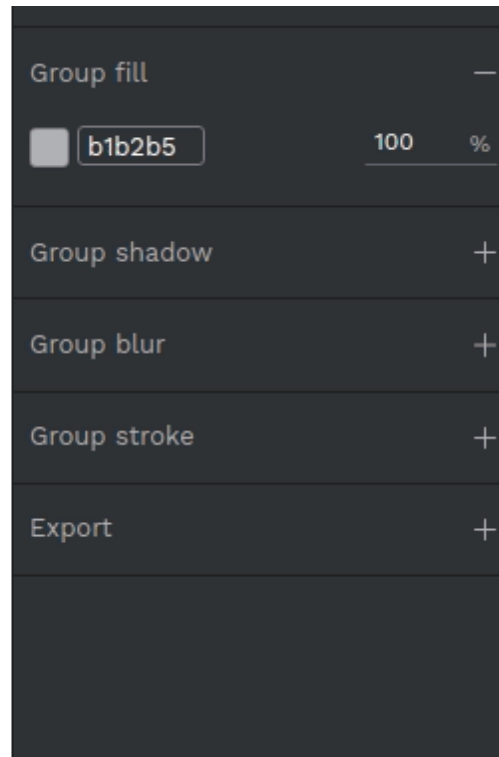 Group fill
b1b2b5 100 %
Group shadow
Group blur
Group stroke
Export